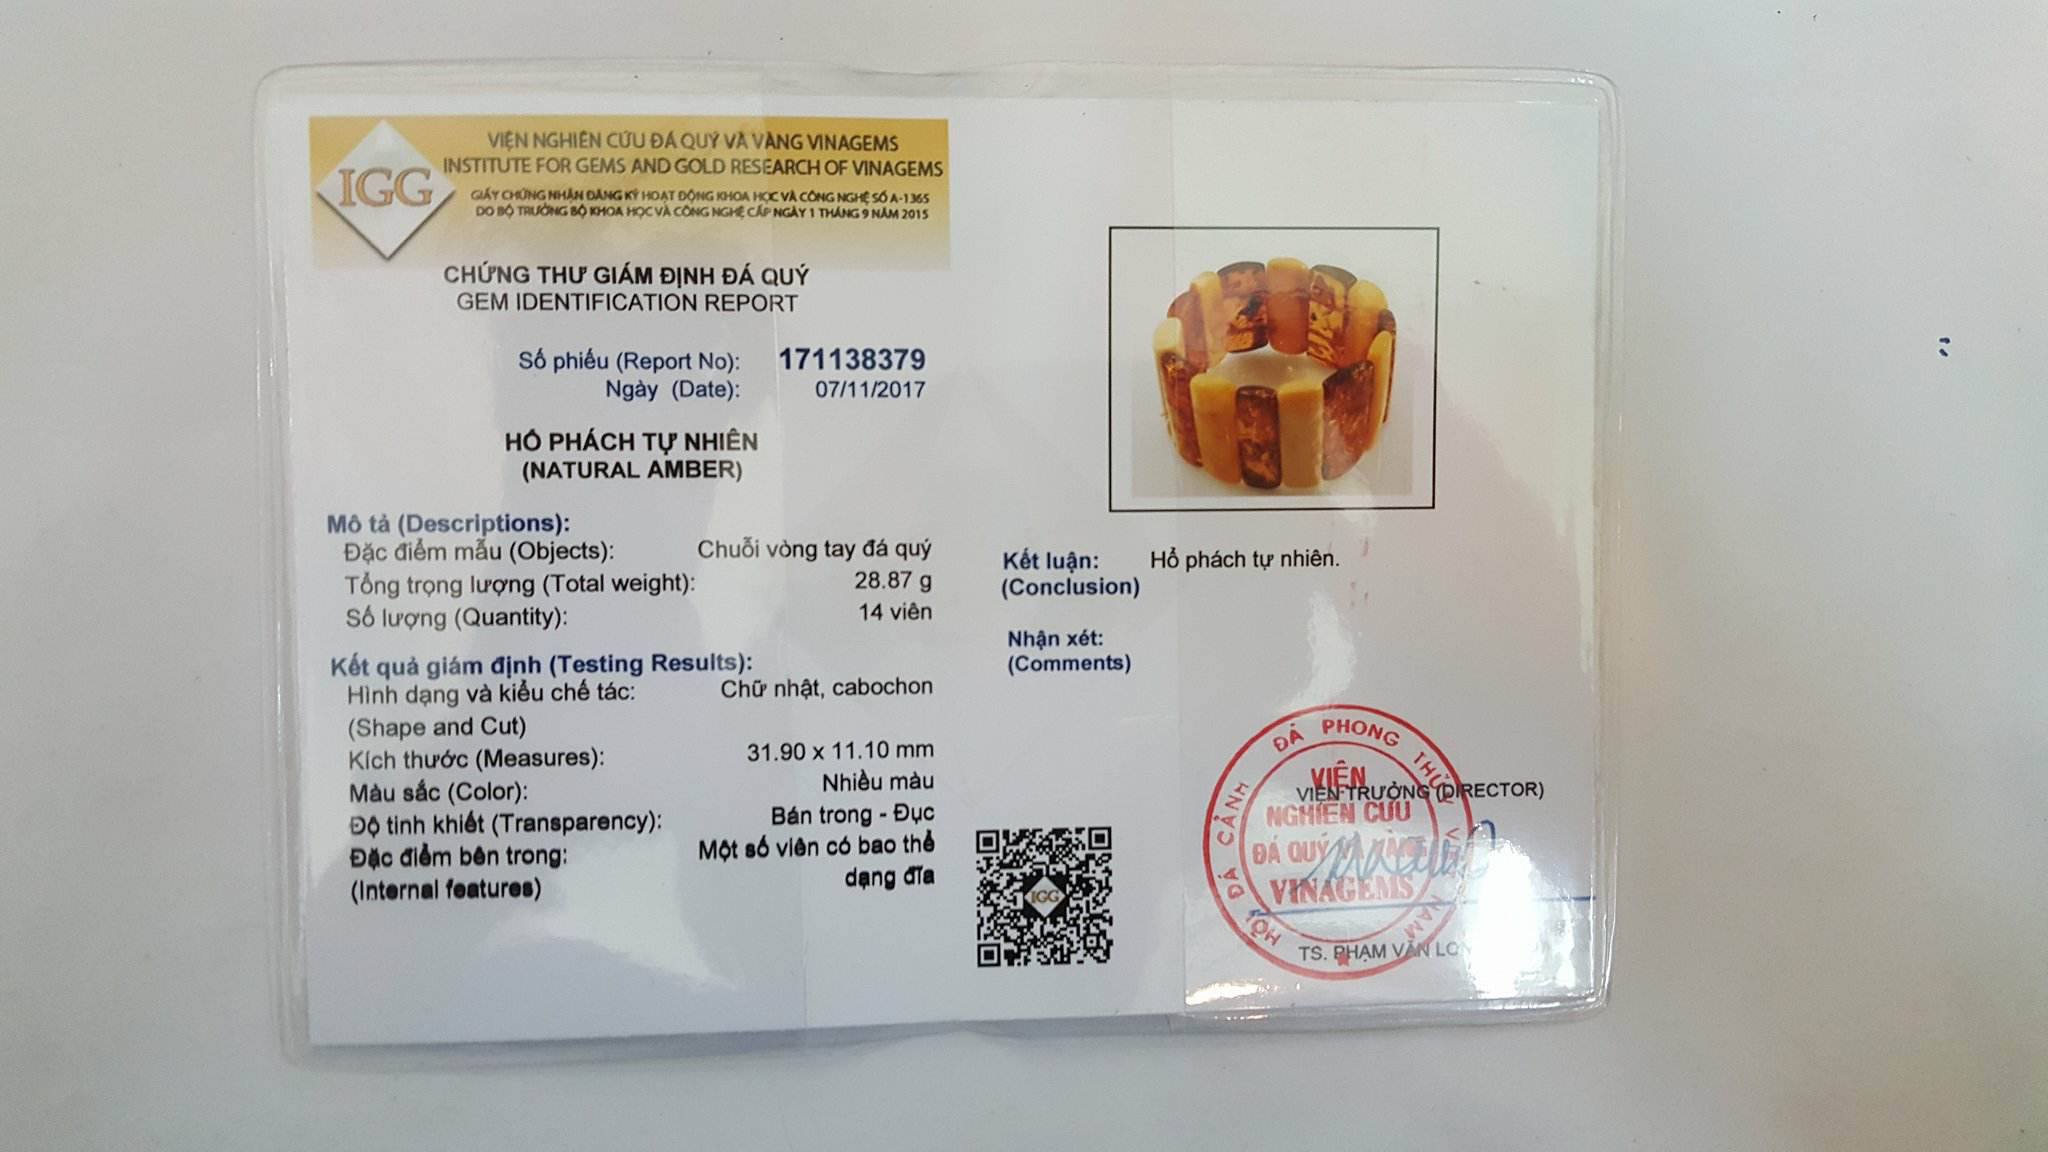 IGG
VIỆN NGHIÊN CỨU ĐÁ QUÝ VÀ VÀNG VINAGEMS
INSTITUTE FOR GEMS AND GOLD RESEARCH OF VINAGEMS
GIẤY CHỨNG NHẬN ĐĂNG KÝ HOẠT ĐỘNG KHOA HỌC VÀ CÔNG NGHỆ SỐ A-1365
DO BỘ TRƯỞNG BỘ KHOA HỌC VÀ CÔNG NGHỆ CẤP NGÀY 1 THÁNG 9 NĂM 2015
CHỨNG THƯ GIÁM ĐỊNH ĐÁ QUÝ
GEM IDENTIFICATION REPORT
Số phiếu (Report No): 171138379
Ngày (Date): 07/11/2017
HỔ PHÁCH TỰ NHIÊN
(NATURAL AMBER)
Mô tả (Descriptions):
Đặc điểm mẫu (Objects): Chuỗi vòng tay đá quý
Tổng trọng lượng (Total weight): 28.87 g
Số lượng (Quantity): 14 viên
Kết quả giám định (Testing Results):
Hình dạng và kiểu chế tác: Chữ nhật, cabochon
(Shape and Cut)
Kích thước (Measures): 31.90 x 11.10 mm
Màu sắc (Color): Nhiều màu
Độ tinh khiết (Transparency): Bán trong - Đục
Đặc điểm bên trong: Một số viên có bao thể
(Internal features) dạng đĩa
Kết luận: Hổ phách tự nhiên.
(Conclusion)
Nhận xét:
(Comments)
IGG
VIỆN TRƯỞNG (DIRECTOR)
HỘI ĐÁ CẢNH ĐÁ PHONG THỦY VIỆT NAM
VIỆN
NGHIÊN CỨU
ĐÁ QUÝ VÀ VÀNG
VINAGEMS
TS. PHẠM VĂN